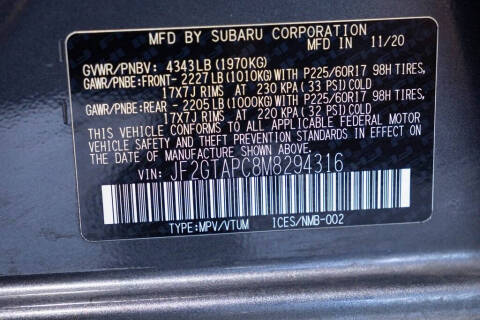 MFD BY SUBARU CORPORATION
MADE IN JAPAN 11/20
GVWR/PNBV: 4343LB (1970KG)
GAWR/PNBE:FRONT- 2227LB (1010KG)WITH P225/60R17 98H TIRES,
17X7J RIMS AT 230 KPA (33 PSI)COLD
GAWR/PNBE:REAR - 2205LB (1000KG)WITH P225/60R17 98H TIRES,
17X7J RIMS AT 220 KPA (32 PSI)COLD
THIS VEHICLE CONFORMS TO ALL APPLICABLE FEDERAL MOTOR
VEHICLE SAFETY AND THEFT PREVENTION STANDARDS IN EFFECT ON
THE DATE OF MANUFACTURE SHOWN ABOVE.
VIN: JF2GTAPC8M8294316
TYPE:MPV/VTUM ICES/NMB-002